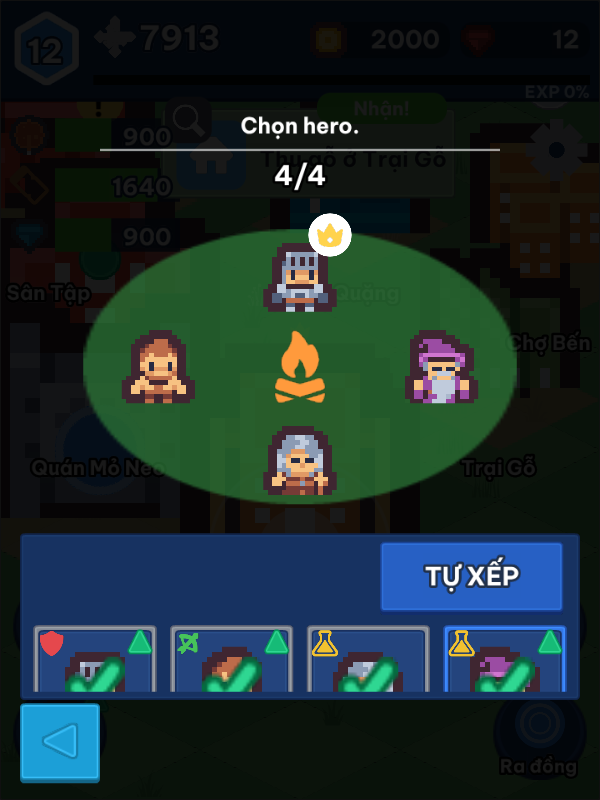 12
7913
2000
12
EXP 0%
Nhận!
Chọn hero.
900
Thu gỗ ở Trại Gỗ
4/4
1640
900
Sân Tập
Quặng
Chợ Bến
Quán Mỏ Neo
Trại Gỗ
TỰ XẾP
Ra đồng